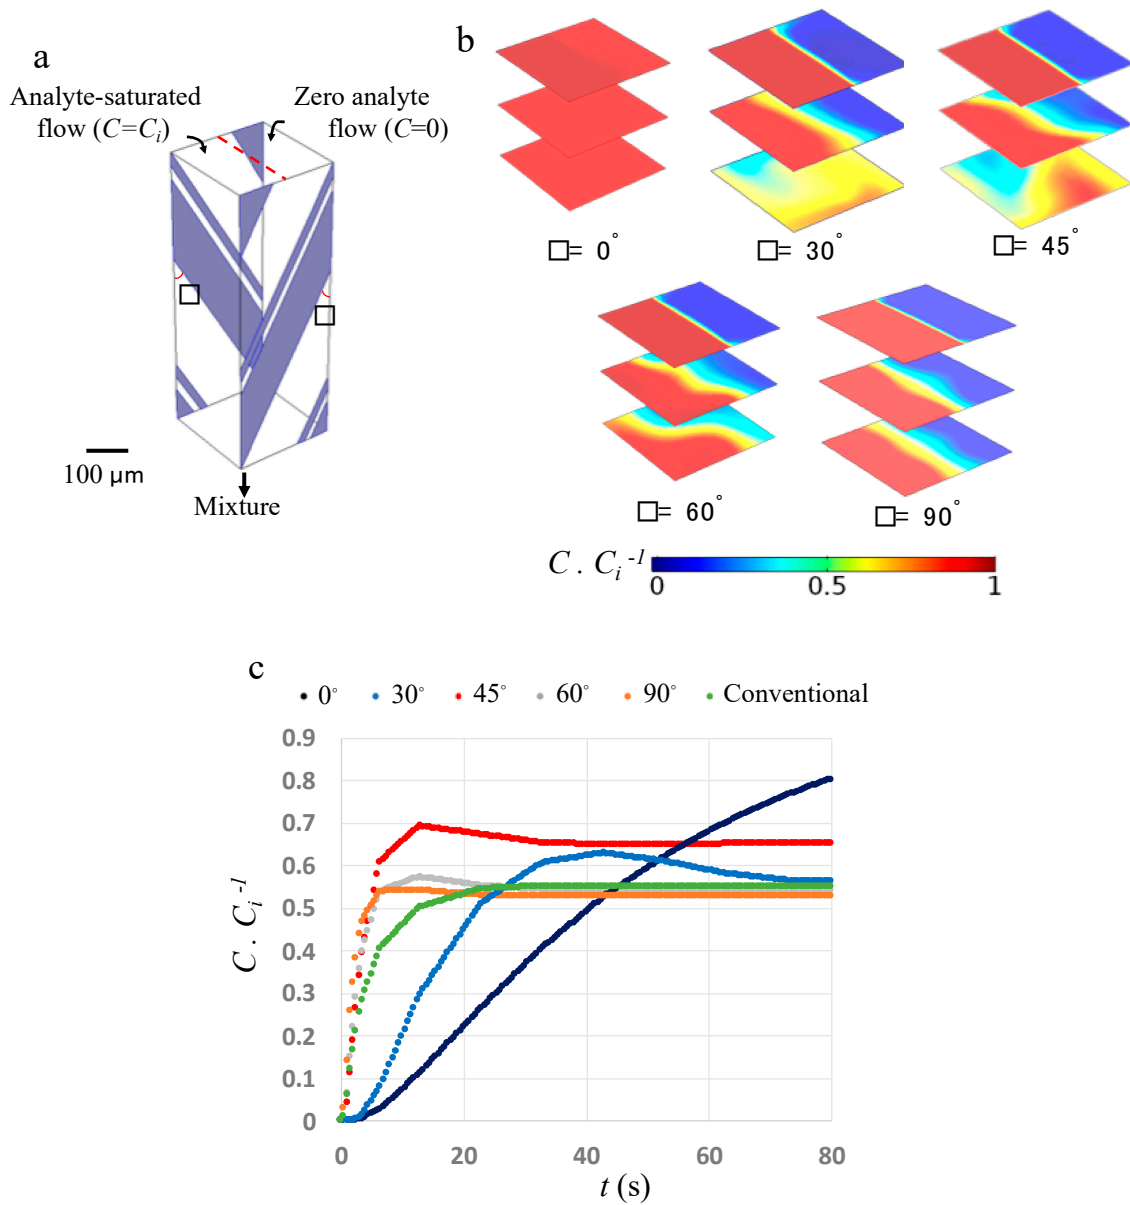 a
Analyte-saturated
flow (C=Cᵢ)
Zero analyte
flow (C=0)
□
□
100 µm
Mixture
b
□= 0°
□= 30°
□= 45°
□= 60°
□= 90°
C . Cᵢ⁻¹
0
0.5
1
c
0° 30° 45° 60° 90° Conventional
0.9
0.8
0.7
0.6
0.5
0.4
0.3
0.2
0.1
0
C . Cᵢ⁻¹
0 20 40 60 80
t (s)